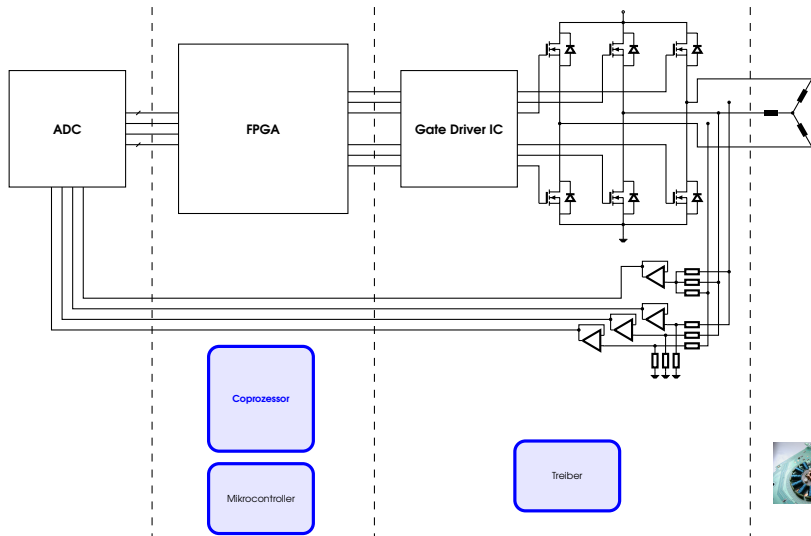 ADC
FPGA
Gate Driver IC
Coprozessor
Mikrocontroller
Treiber